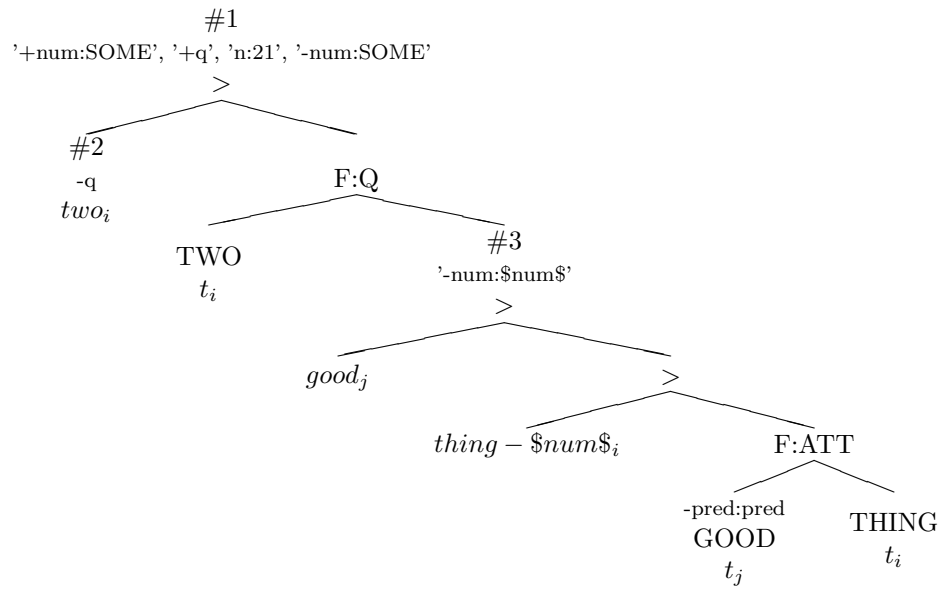 #1
’+num:SOME’, ’+q’, ’n:21’, ’-num:SOME’
>
#2
-q
two_i
F:Q
TWO
t_i
#3
’-num:$num$’
>
good_j
>
thing − $num$_i
F:ATT
-pred:pred
GOOD
t_j
THING
t_i